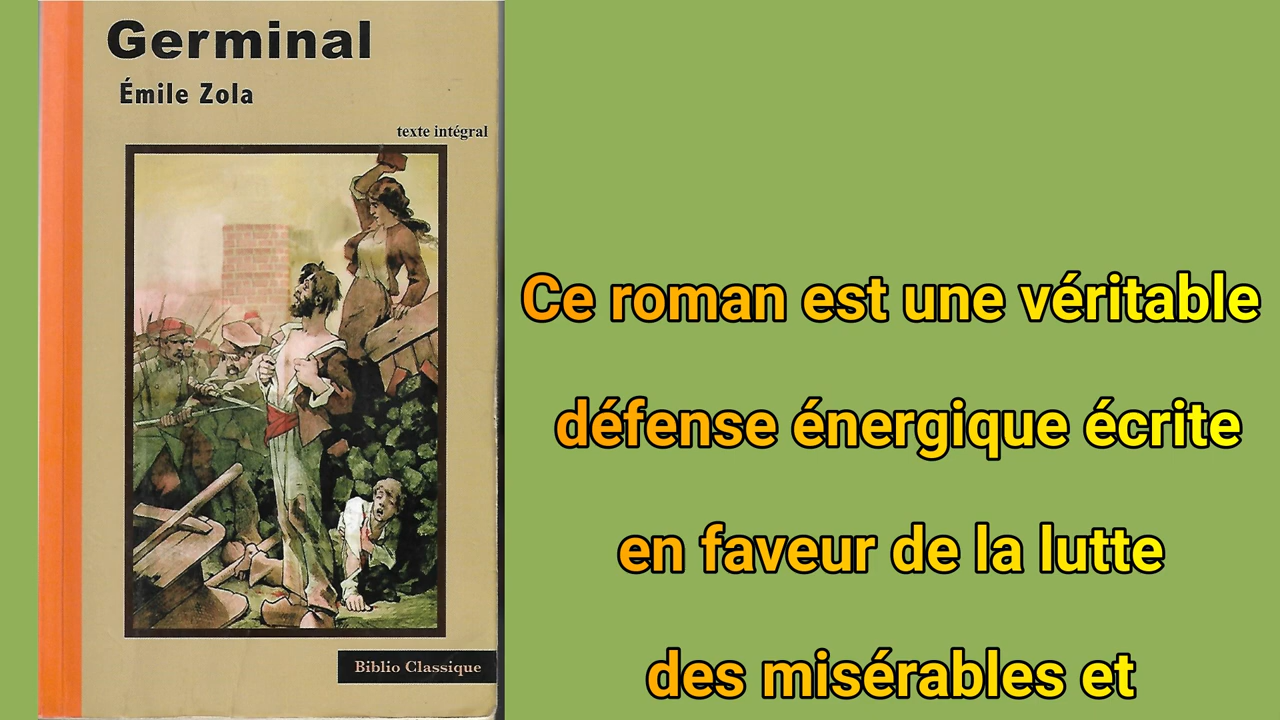 Germinal
Émile Zola
texte intégral
Biblio Classique
Ce roman est une véritable
défense énergique écrite
en faveur de la lutte
des misérables et